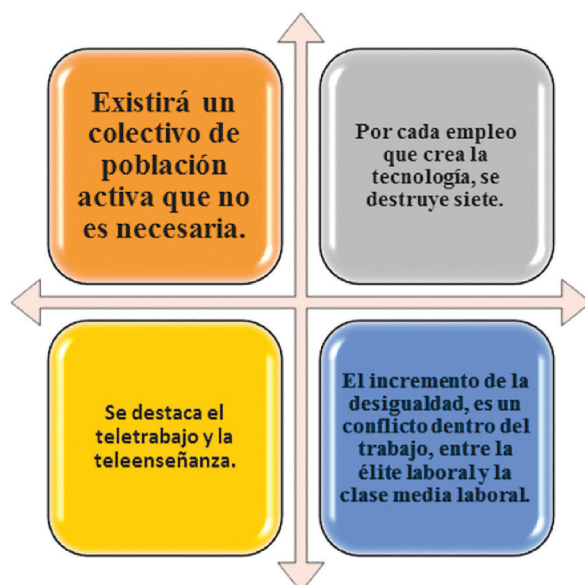 Existirá un
colectivo de
población
activa que no
es necesaria.
Por cada empleo
que crea la
tecnología, se
destruye siete.
Se destaca el
teletrabajo y la
teleenseñanza.
El incremento de la
desigualdad, es un
conflicto dentro del
trabajo, entre la
élite laboral y la
clase media laboral.